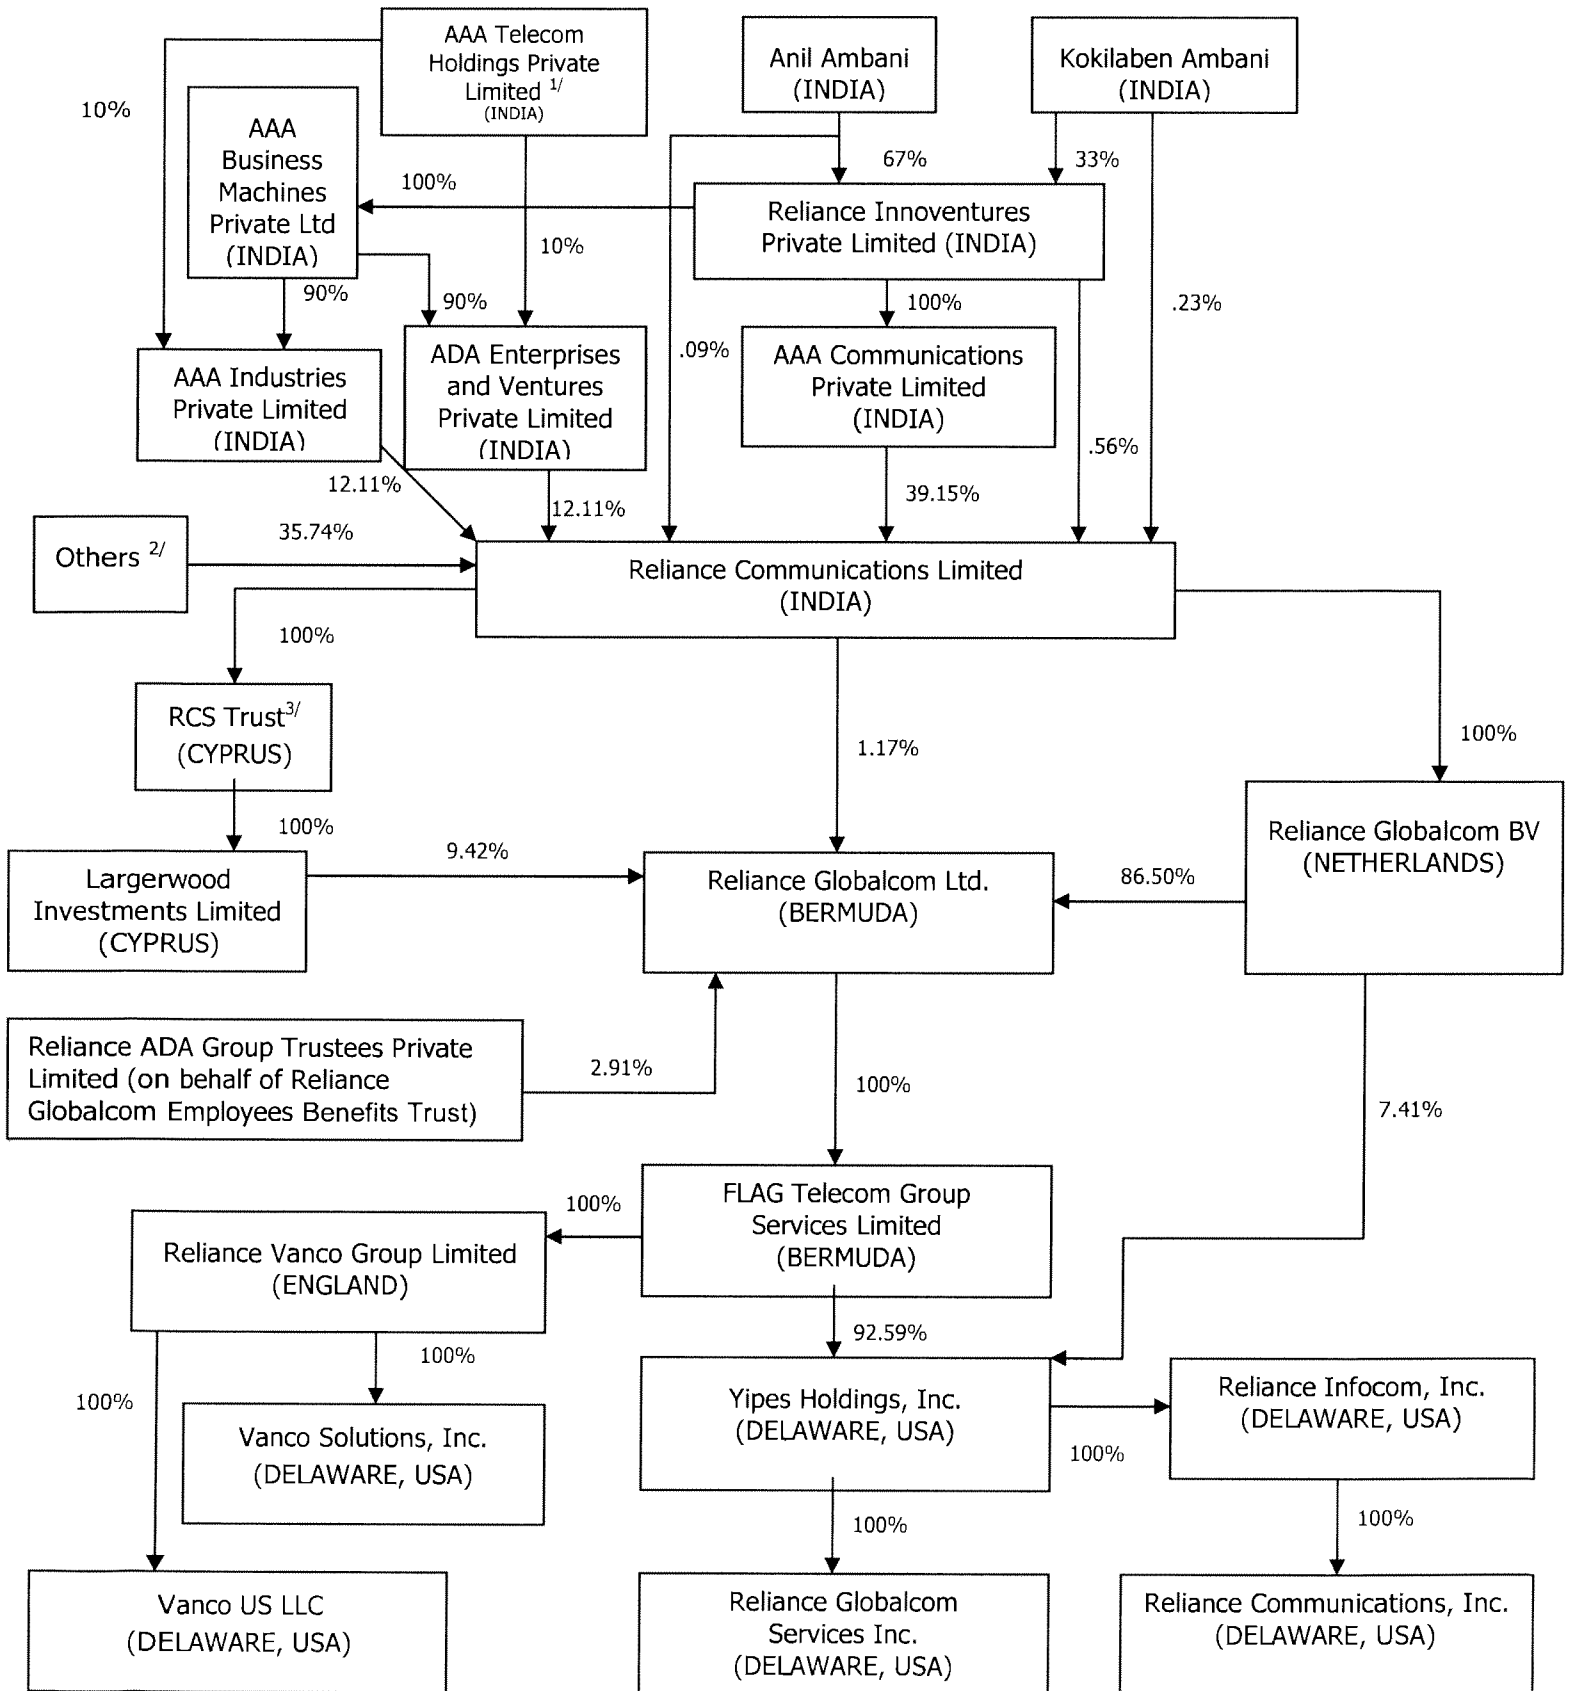 AAA Telecom
Holdings Private
Limited 1/
(INDIA)
Anil Ambani
(INDIA)
Kokilaben Ambani
(INDIA)
10%
AAA
Business
Machines
Private Ltd
(INDIA)
100%
67%
33%
Reliance Innoventures
Private Limited (INDIA)
10%
90%
90%
100%
.23%
.09%
AAA Industries
Private Limited
(INDIA)
ADA Enterprises
and Ventures
Private Limited
(INDIA)
AAA Communications
Private Limited
(INDIA)
.56%
12.11%
12.11%
39.15%
Others 2/
35.74%
Reliance Communications Limited
(INDIA)
100%
RCS Trust3/
(CYPRUS)
1.17%
100%
100%
Reliance Globalcom BV
(NETHERLANDS)
Largerwood
Investments Limited
(CYPRUS)
9.42%
Reliance Globalcom Ltd.
(BERMUDA)
86.50%
Reliance ADA Group Trustees Private
Limited (on behalf of Reliance
Globalcom Employees Benefits Trust)
2.91%
100%
7.41%
100%
FLAG Telecom Group
Services Limited
(BERMUDA)
Reliance Vanco Group Limited
(ENGLAND)
92.59%
100%
100%
Vanco Solutions, Inc.
(DELAWARE, USA)
Yipes Holdings, Inc.
(DELAWARE, USA)
100%
Reliance Infocom, Inc.
(DELAWARE, USA)
100%
100%
Vanco US LLC
(DELAWARE, USA)
Reliance Globalcom
Services Inc.
(DELAWARE, USA)
Reliance Communications, Inc.
(DELAWARE, USA)